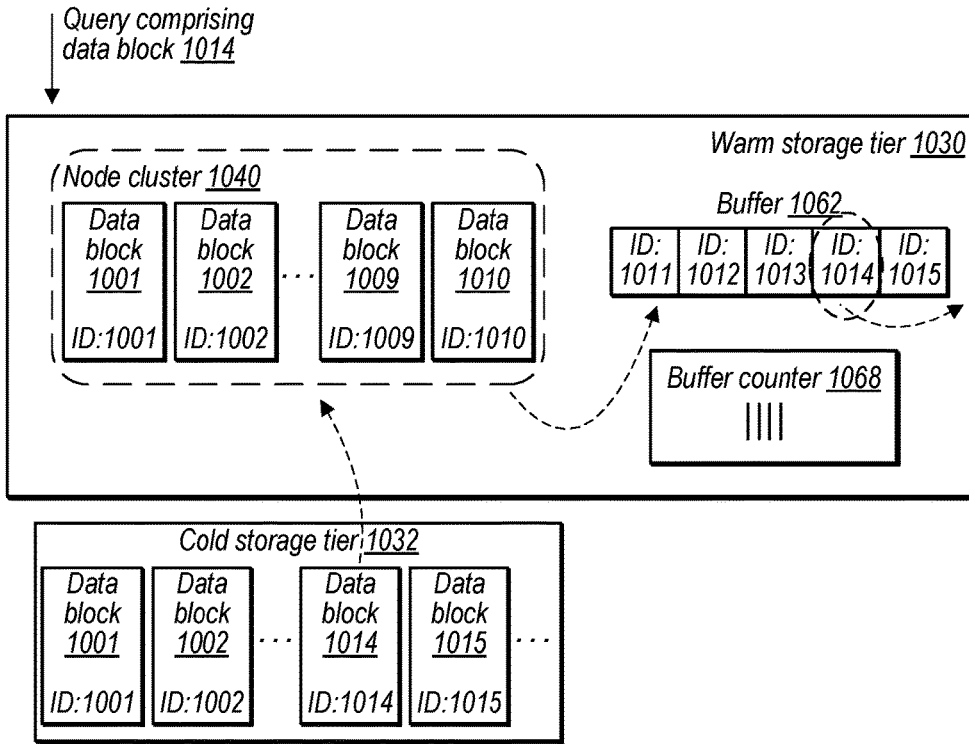 Query comprising
data block 1014
Warm storage tier 1030
Node cluster 1040
Data block 1001 ID:1001
Data block 1002 ID:1002
...
Data block 1009 ID:1009
Data block 1010 ID:1010
Buffer 1062
ID: 1011
ID: 1012
ID: 1013
ID: 1014
ID: 1015
Buffer counter 1068
||||
Cold storage tier 1032
Data block 1001 ID:1001
Data block 1002 ID:1002
...
Data block 1014 ID:1014
Data block 1015 ID:1015
...